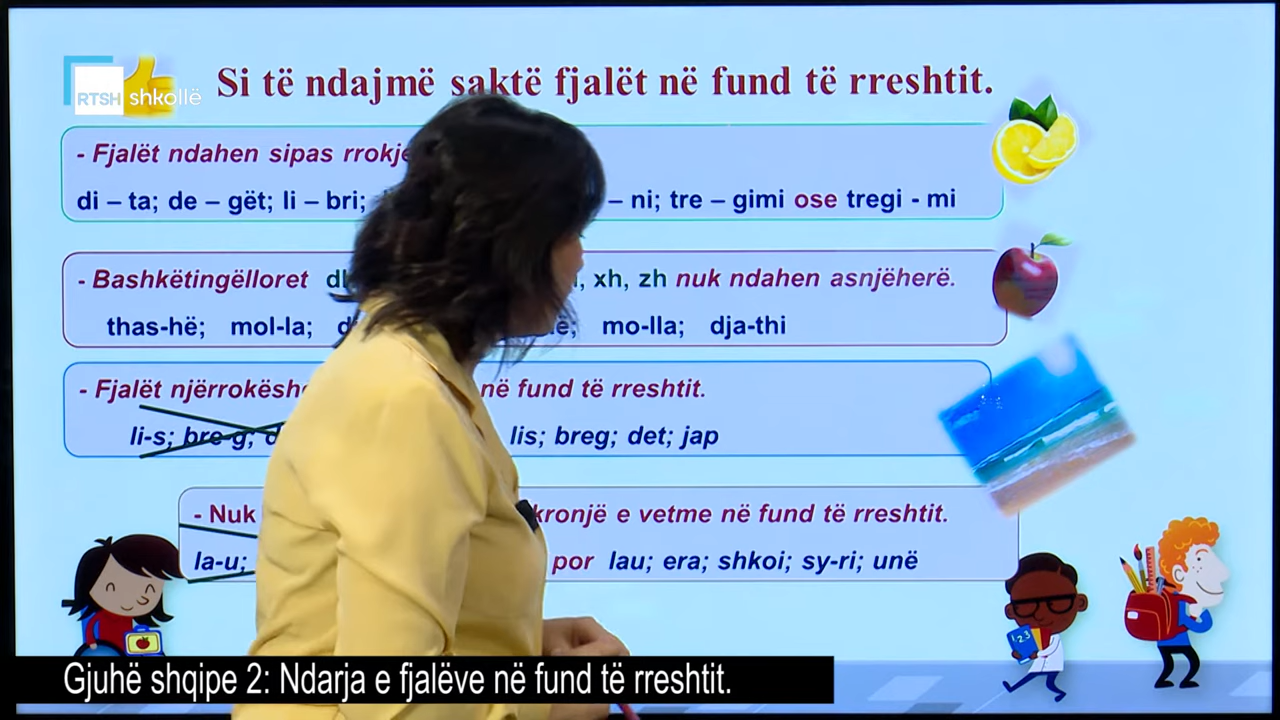 RTSH shkollë
Si të ndajmë saktë fjalët në fund të rreshtit.
- Fjalët ndahen sipas
di – ta; de – gët; li – bri; – ni; tre – gimi ose tregi - mi
- Bashkëtingëlloret xh, zh nuk ndahen asnjëherë.
thas-hë; mol-la; mo-lla; dja-thi
- Fjalët në fund të rreshtit.
li-s; bre-g; lis; breg; det; jap
- Nuk e vetme në fund të rreshtit.
la-u; por lau; era; shkoi; sy-ri; unë
1 2 3
Gjuhë shqipe 2: Ndarja e fjalëve në fund të rreshtit.